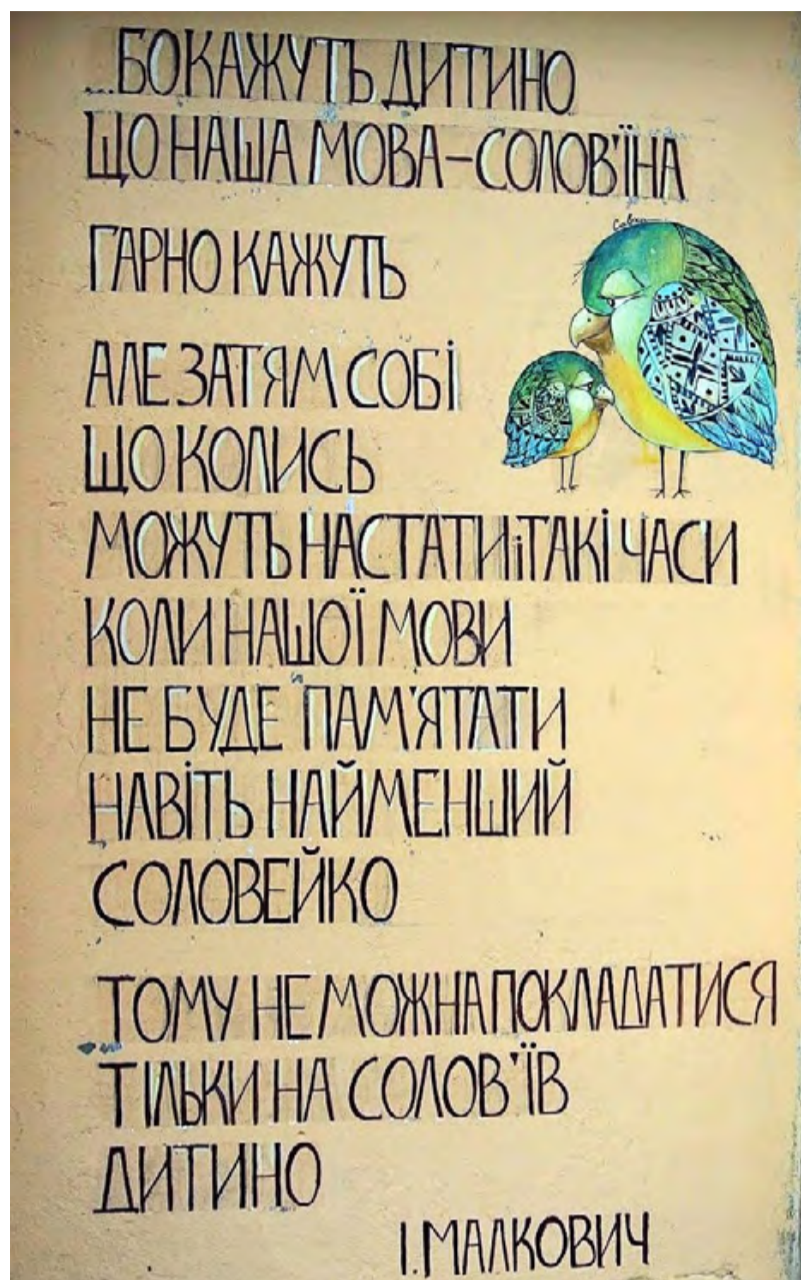 ...БО КАЖУТЬ ДИТИНО
ЩО НАША МОВА – СОЛОВ'ЇНА
ГАРНО КАЖУТЬ
АЛЕ ЗАТЯМ СОБІ
ЩО КОЛИСЬ
МОЖУТЬ НАСТАТИ і ТАКІ ЧАСИ
КОЛИ НАШОЇ МОВИ
НЕ БУДЕ ПАМ'ЯТАТИ
НАВІТЬ НАЙМЕНШИЙ
СОЛОВЕЙКО
ТОМУ НЕ МОЖНА ПОКЛАДАТИСЯ
ТІЛЬКИ НА СОЛОВ'ЇВ
ДИТИНО
І. МАЛКОВИЧ